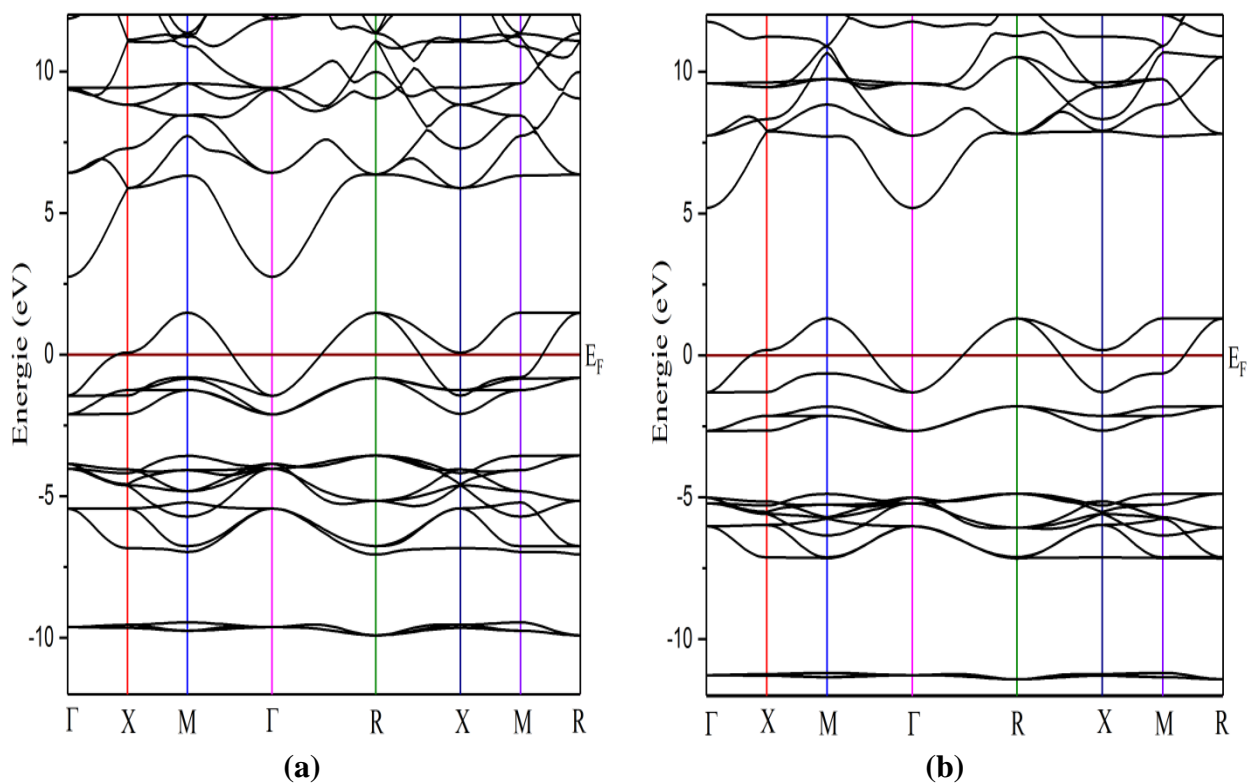 10
5
0
-5
-10
Energie (eV)
E_F
Γ X M Γ R X M R
(a)
10
5
0
-5
-10
Energie (eV)
E_F
Γ X M Γ R X M R
(b)